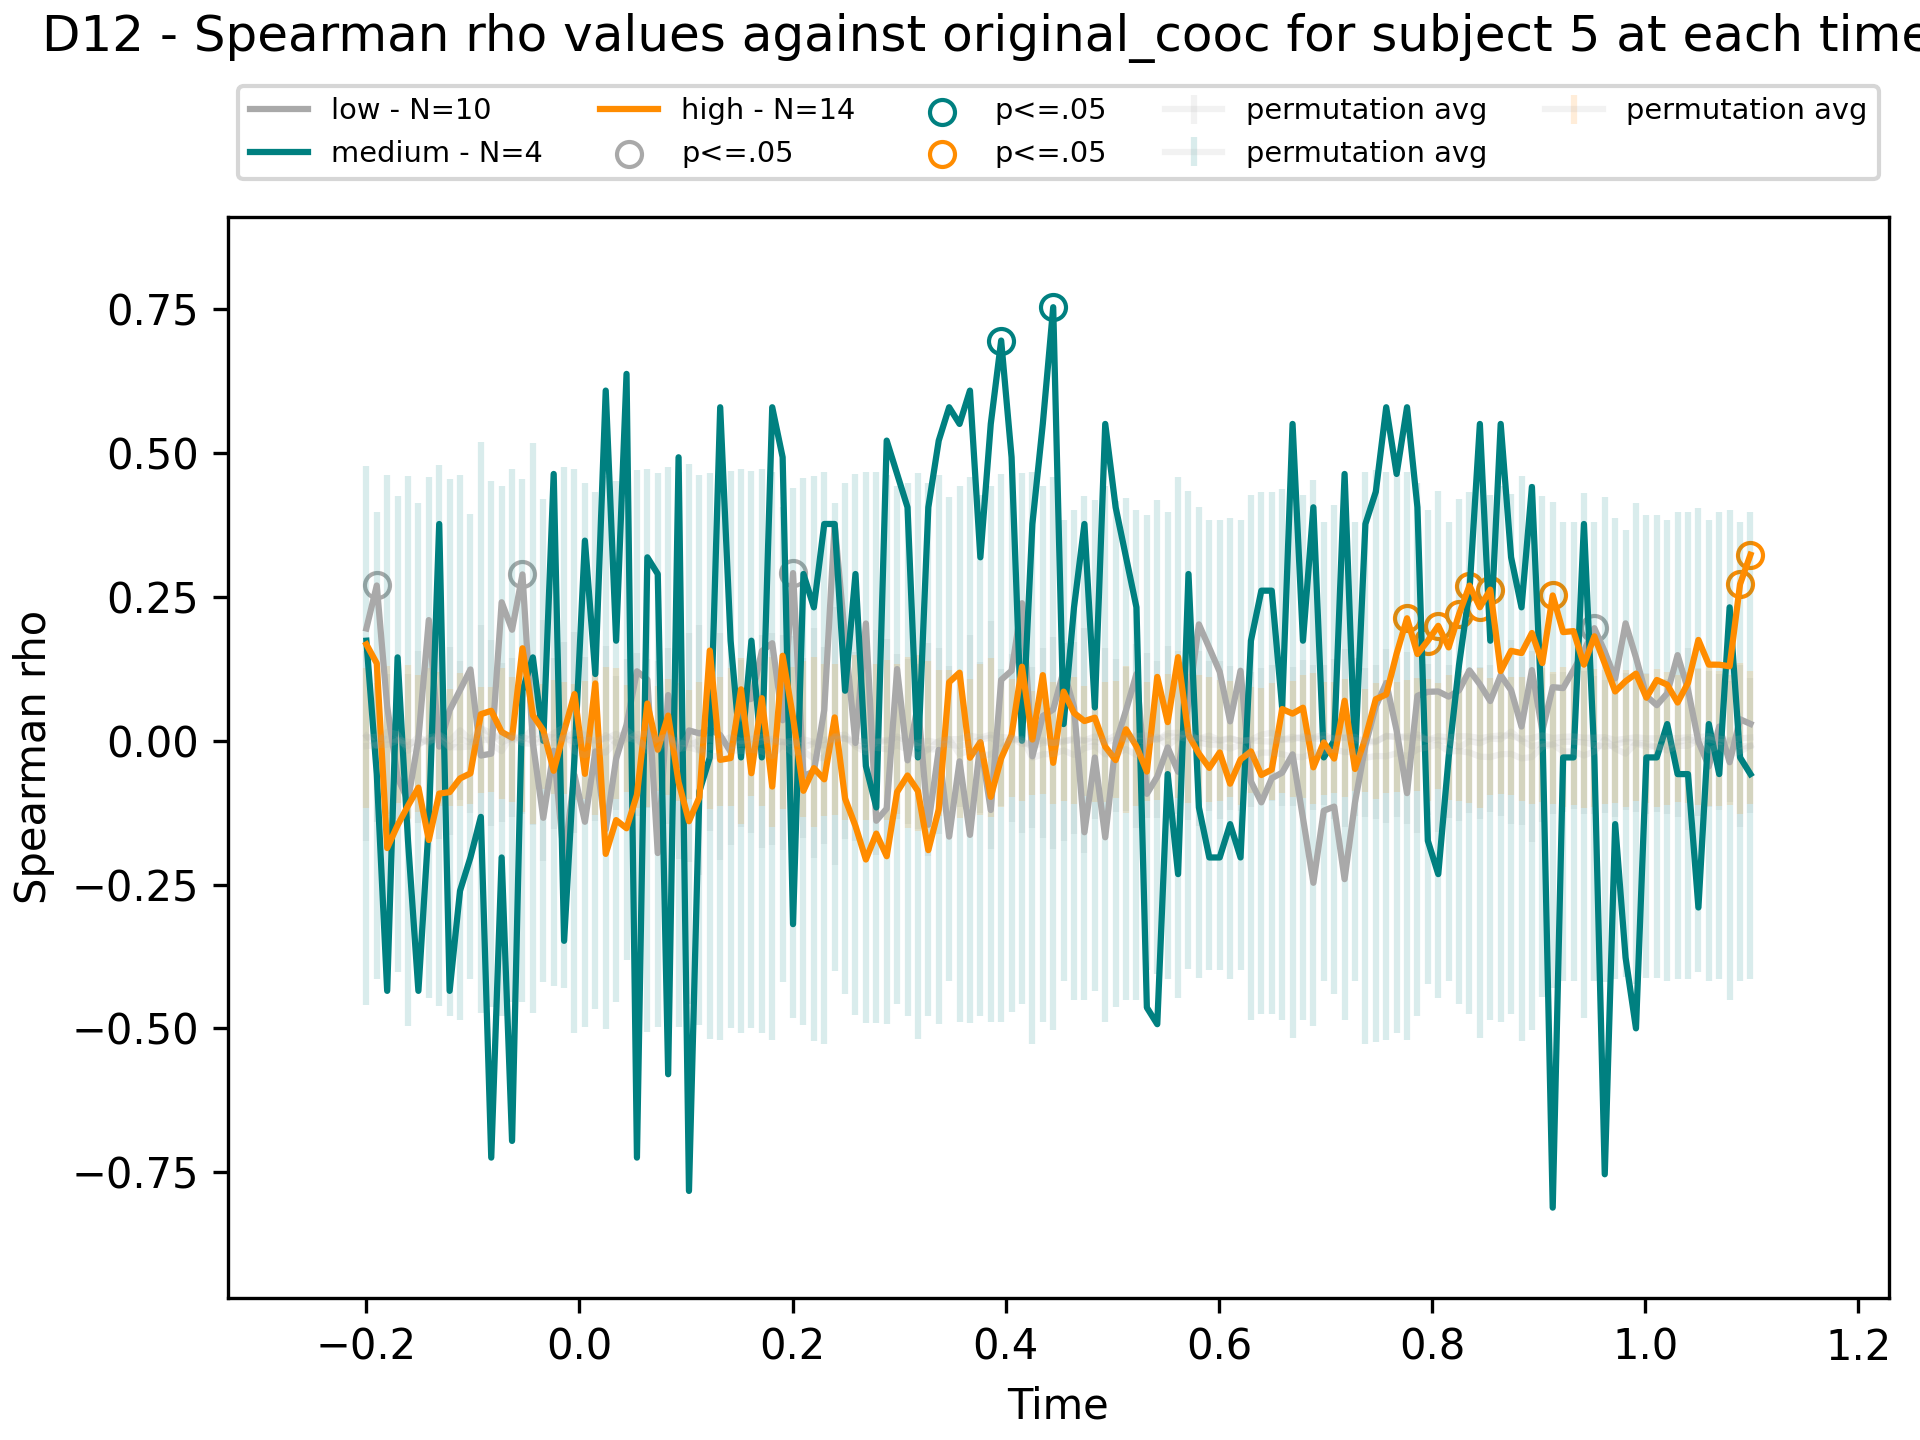 D12 - Spearman rho values against original_cooc for subject 5 at each time
low - N=10
medium - N=4
high - N=14
p<=.05
p<=.05
p<=.05
permutation avg
permutation avg
permutation avg
Spearman rho
0.75
0.50
0.25
0.00
−0.25
−0.50
−0.75
−0.2
0.0
0.2
0.4
0.6
0.8
1.0
1.2
Time